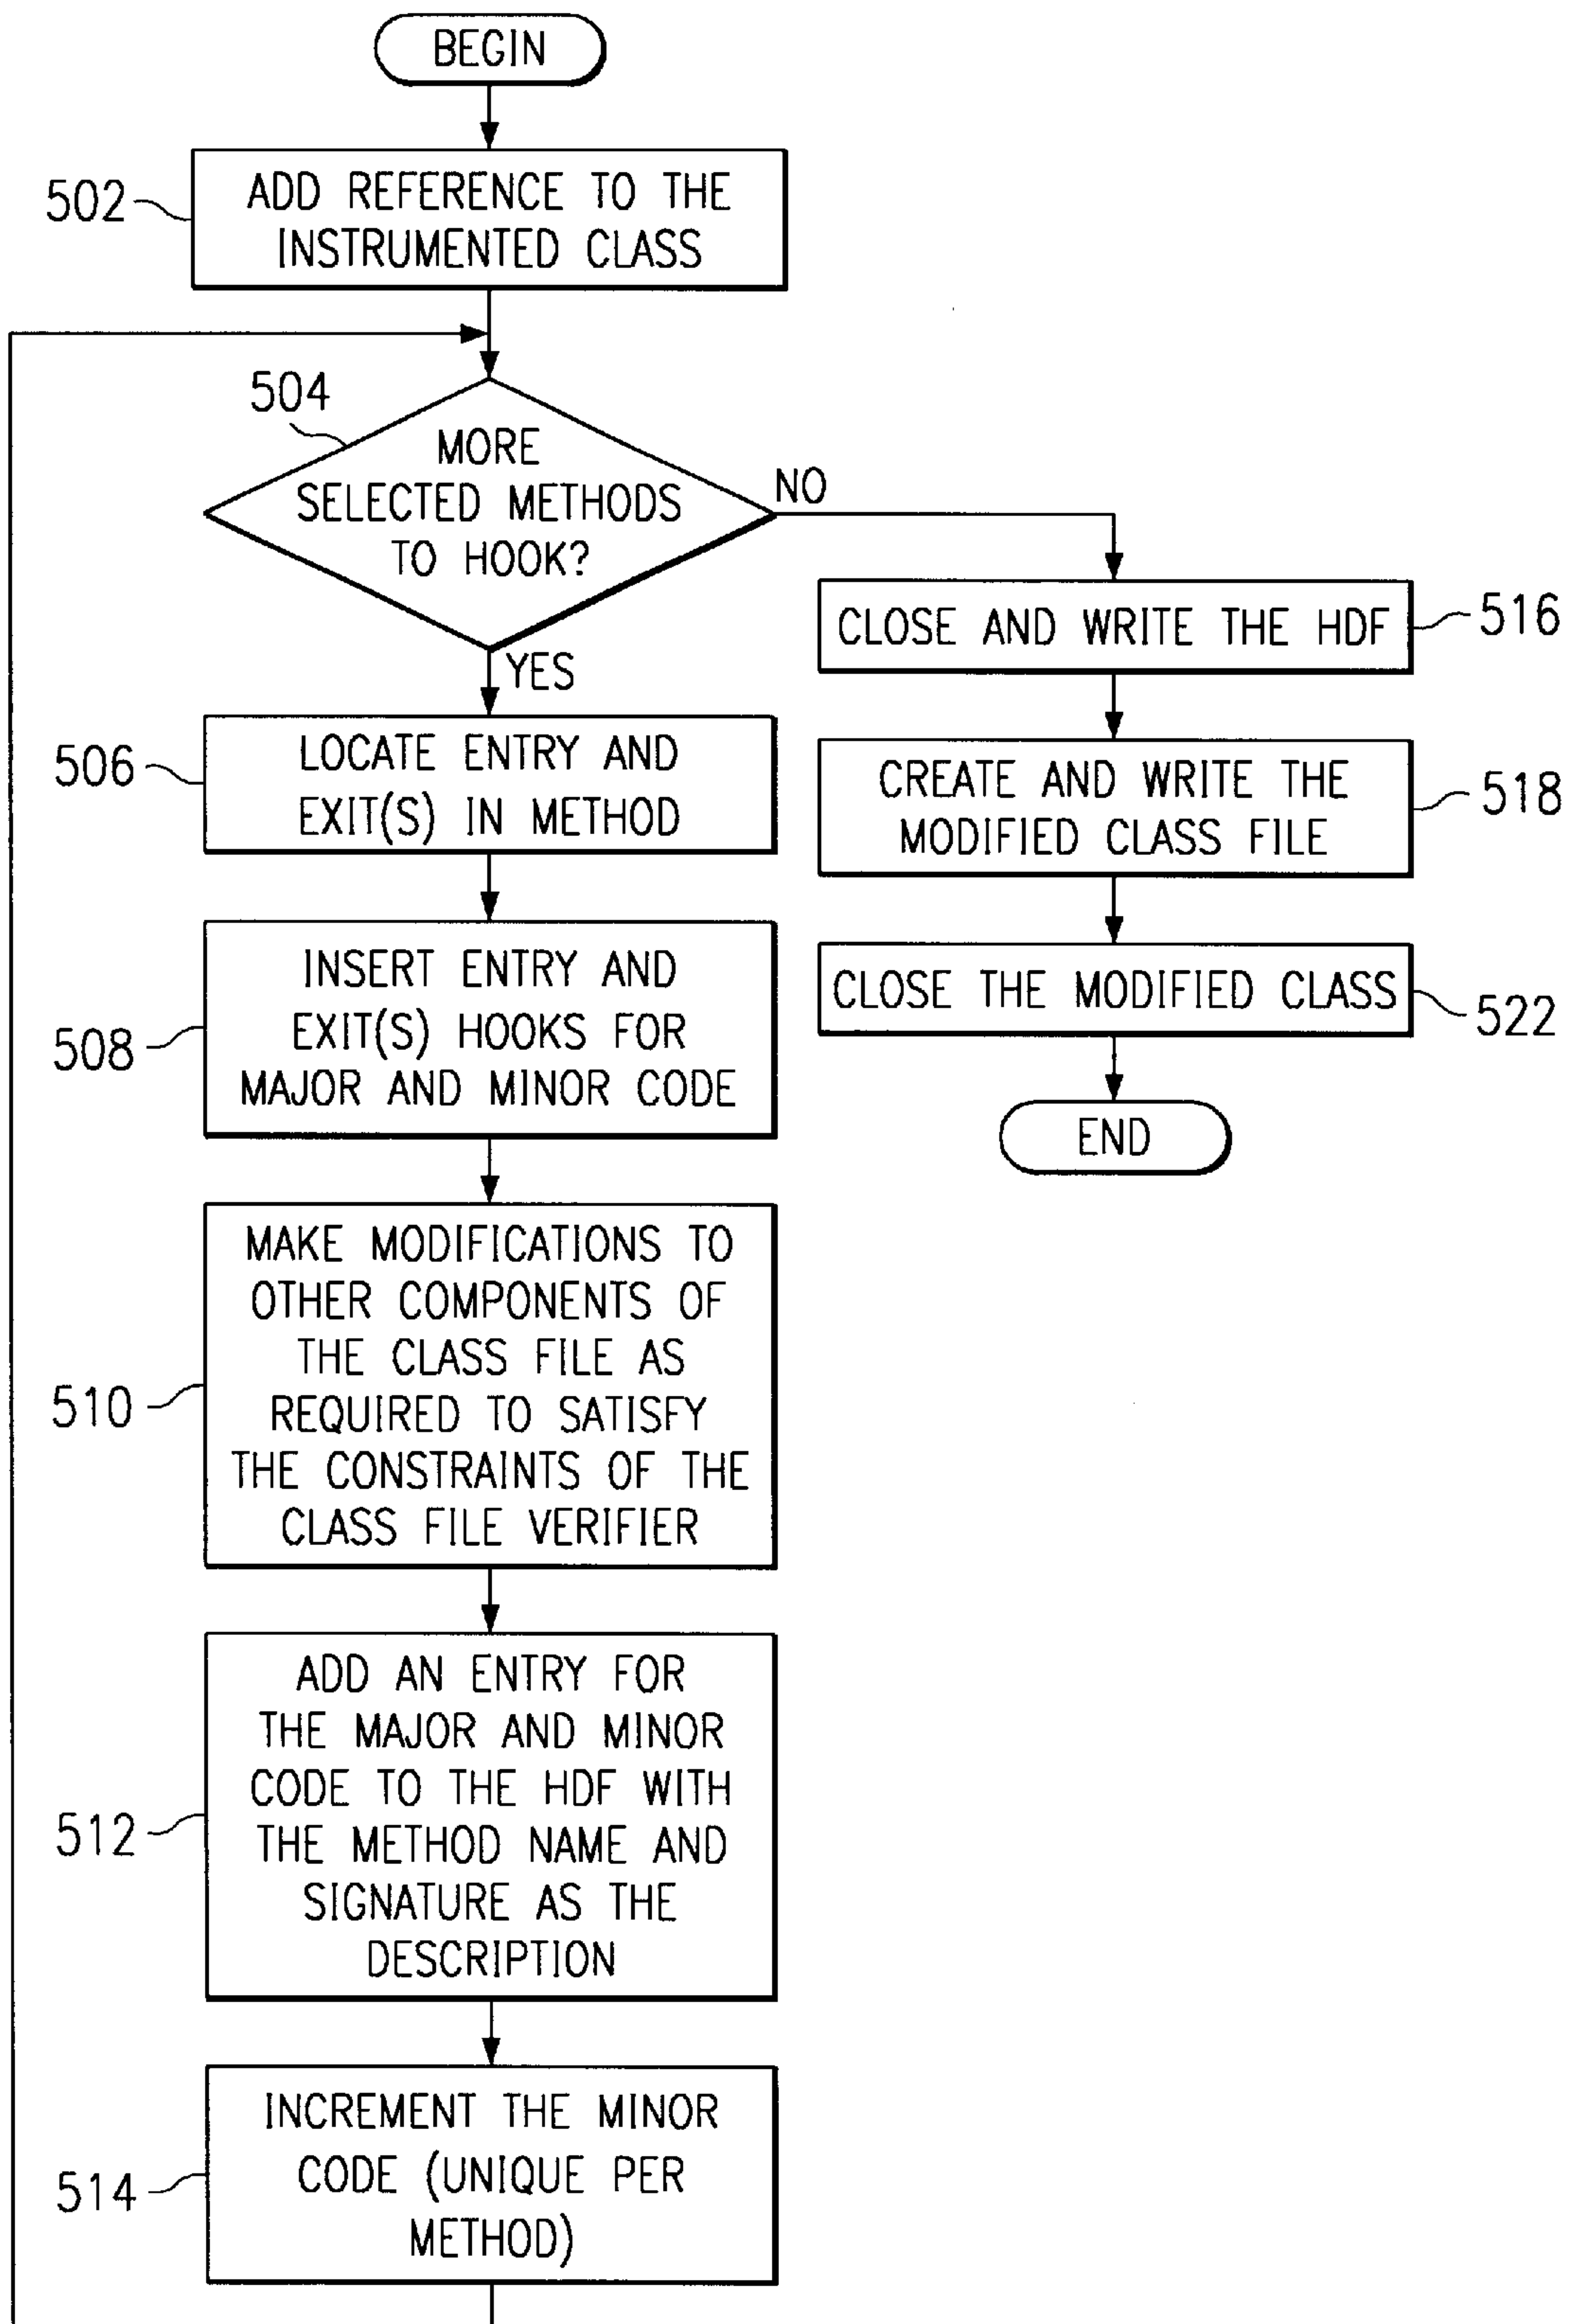 BEGIN
502
ADD REFERENCE TO THE
INSTRUMENTED CLASS
504
MORE
SELECTED METHODS
TO HOOK?
NO
YES
506
LOCATE ENTRY AND
EXIT(S) IN METHOD
508
INSERT ENTRY AND
EXIT(S) HOOKS FOR
MAJOR AND MINOR CODE
510
MAKE MODIFICATIONS TO
OTHER COMPONENTS OF
THE CLASS FILE AS
REQUIRED TO SATISFY
THE CONSTRAINTS OF THE
CLASS FILE VERIFIER
512
ADD AN ENTRY FOR
THE MAJOR AND MINOR
CODE TO THE HDF WITH
THE METHOD NAME AND
SIGNATURE AS THE
DESCRIPTION
514
INCREMENT THE MINOR
CODE (UNIQUE PER
METHOD)
CLOSE AND WRITE THE HDF
516
CREATE AND WRITE THE
MODIFIED CLASS FILE
518
CLOSE THE MODIFIED CLASS
522
END